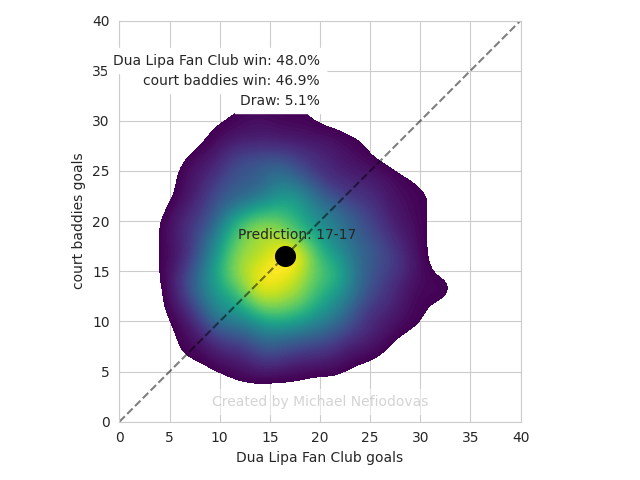 40
35
30
25
20
15
10
5
0
court baddies goals
Dua Lipa Fan Club win: 48.0%
court baddies win: 46.9%
Draw: 5.1%
Prediction: 17-17
Created by Michael Nefiodovas
0 5 10 15 20 25 30 35 40
Dua Lipa Fan Club goals